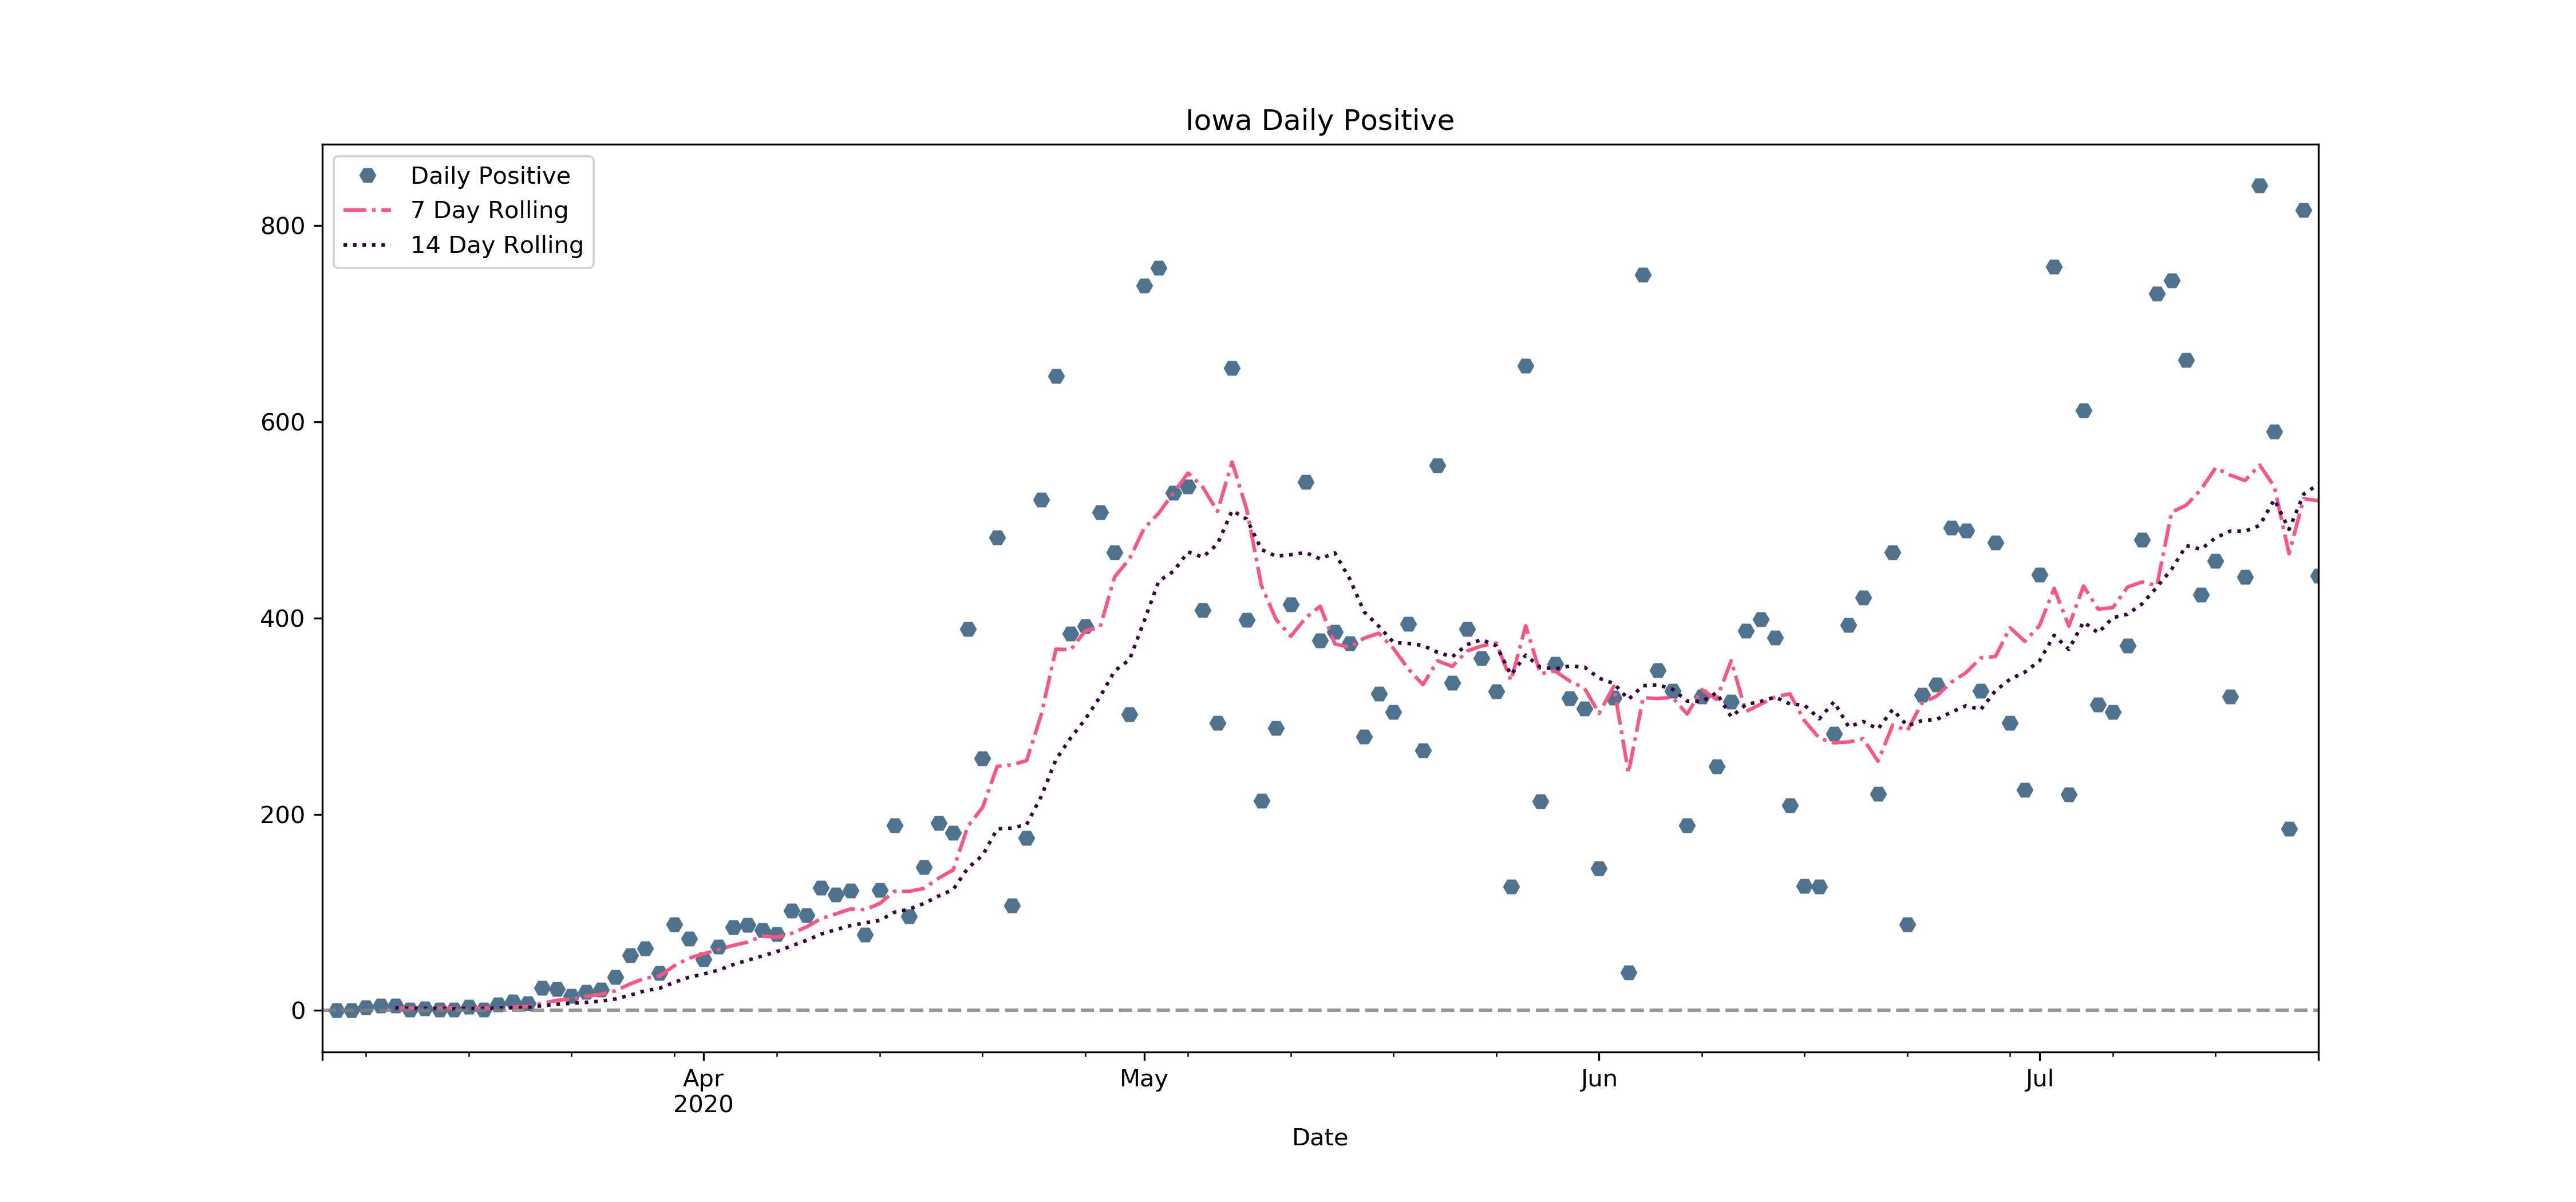 Iowa Daily Positive
Daily Positive
7 Day Rolling
14 Day Rolling
800
600
400
200
0
Apr
2020
May
Jun
Jul
Date